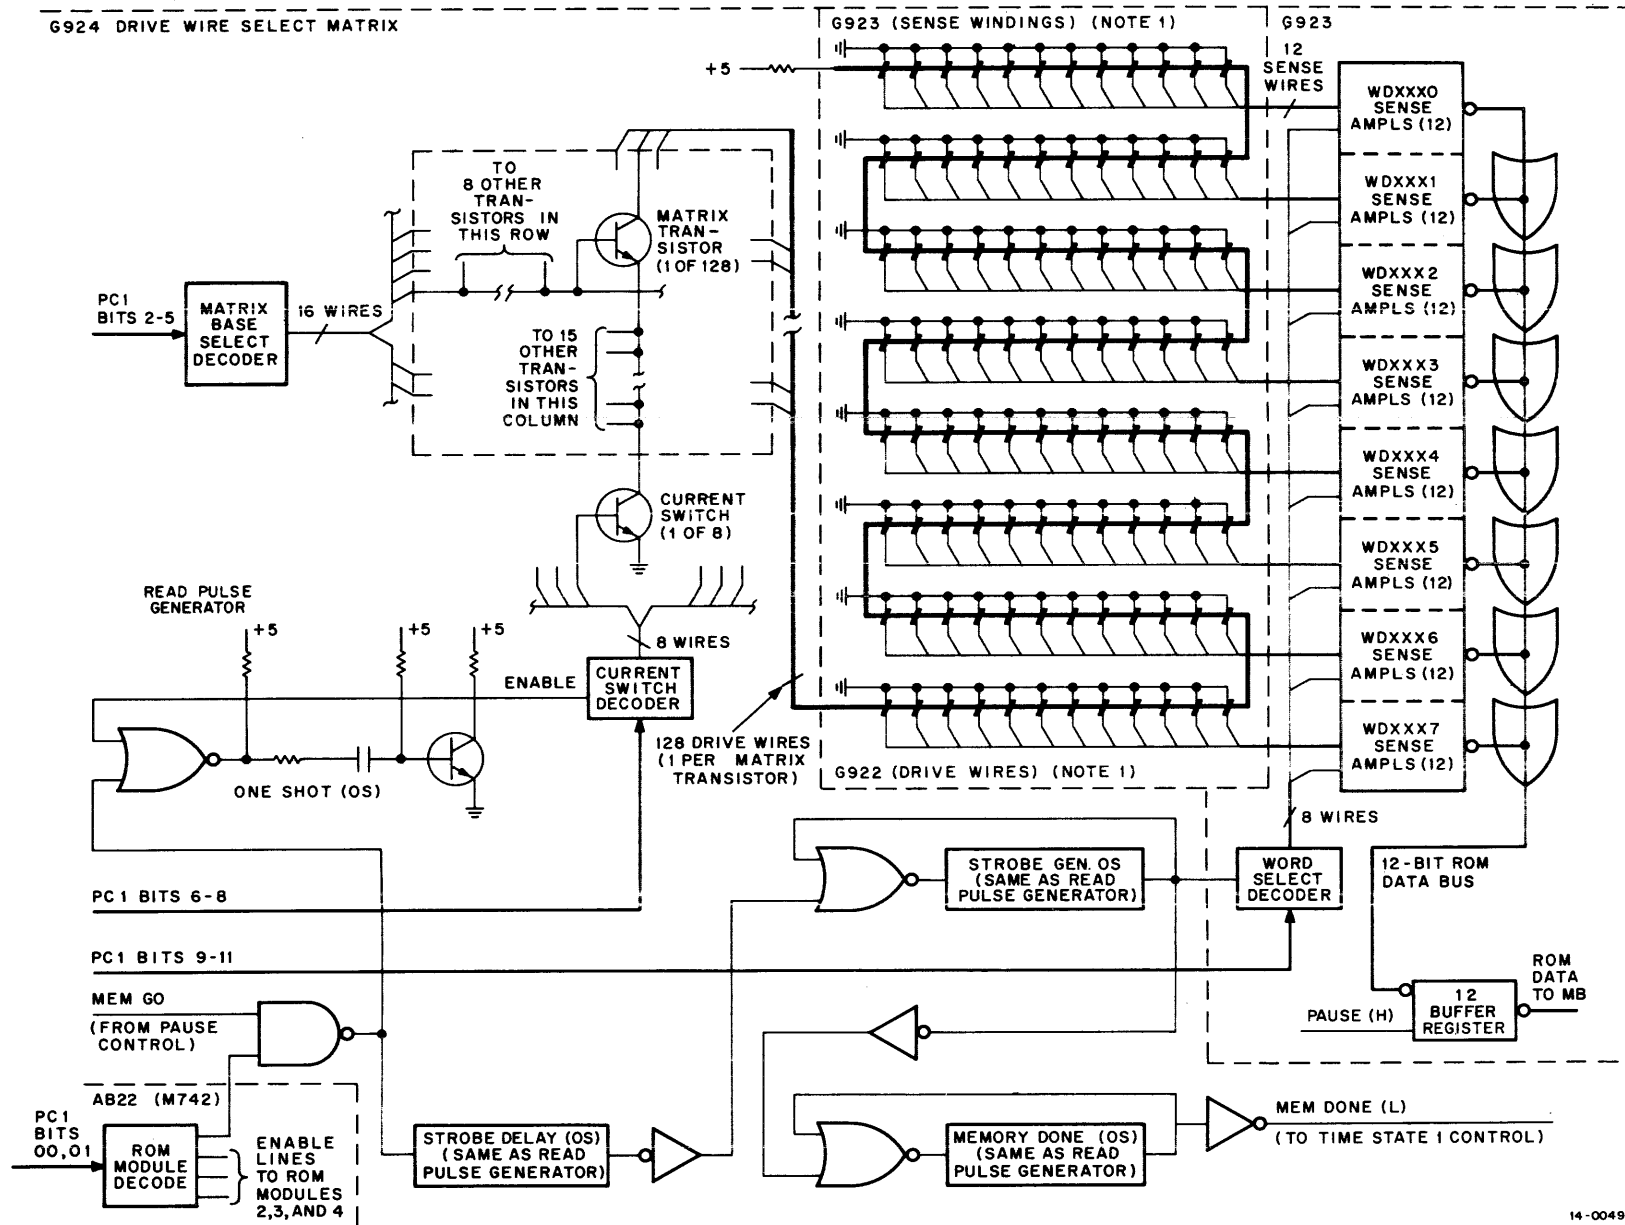 G924 DRIVE WIRE SELECT MATRIX
G923 (SENSE WINDINGS) (NOTE 1)
G923
12
SENSE
WIRES
+5
TO
8 OTHER
TRAN-
SISTORS IN
THIS ROW
MATRIX
TRAN-
SISTOR
(1 OF 128)
PC1
BITS 2-5
MATRIX
BASE
SELECT
DECODER
16 WIRES
TO 15
OTHER
TRAN-
SISTORS
IN THIS
COLUMN
CURRENT
SWITCH
(1 OF 8)
WDXXX0
SENSE
AMPLS (12)
WDXXX1
SENSE
AMPLS (12)
WDXXX2
SENSE
AMPLS (12)
WDXXX3
SENSE
AMPLS (12)
WDXXX4
SENSE
AMPLS (12)
WDXXX5
SENSE
AMPLS (12)
WDXXX6
SENSE
AMPLS (12)
WDXXX7
SENSE
AMPLS (12)
READ PULSE
GENERATOR
+5
+5
+5
8 WIRES
ENABLE
CURRENT
SWITCH
DECODER
ONE SHOT (OS)
128 DRIVE WIRES
(1 PER MATRIX
TRANSISTOR)
G922 (DRIVE WIRES) (NOTE 1)
8 WIRES
STROBE GEN. OS
(SAME AS READ
PULSE GENERATOR)
WORD
SELECT
DECODER
12-BIT ROM
DATA BUS
PC1 BITS 6-8
PC1 BITS 9-11
MEM GO
(FROM PAUSE
CONTROL)
PAUSE (H)
12
BUFFER
REGISTER
ROM
DATA
TO MB
AB22 (M742)
PC1
BITS
00,01
ROM
MODULE
DECODE
ENABLE
LINES
TO ROM
MODULES
2,3,AND 4
STROBE DELAY (OS)
(SAME AS READ
PULSE GENERATOR)
MEMORY DONE (OS)
(SAME AS READ
PULSE GENERATOR)
MEM DONE (L)
(TO TIME STATE 1 CONTROL)
14-0049